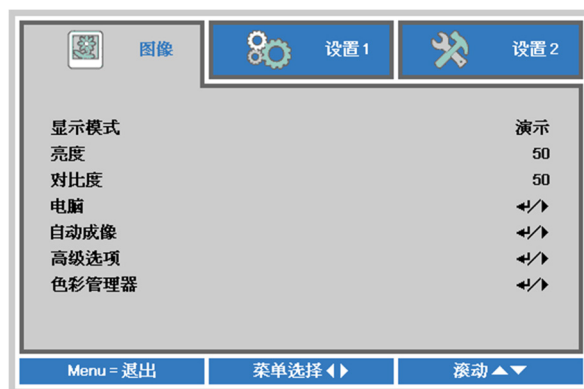 图像 设置 1 设置 2
显示模式 演示
亮度 50
对比度 50
电脑 ↵/▶
自动成像 ↵/▶
高级选项 ↵/▶
色彩管理器 ↵/▶
Menu = 退出 菜单选择 ◀▶ 滚动 ▲▼